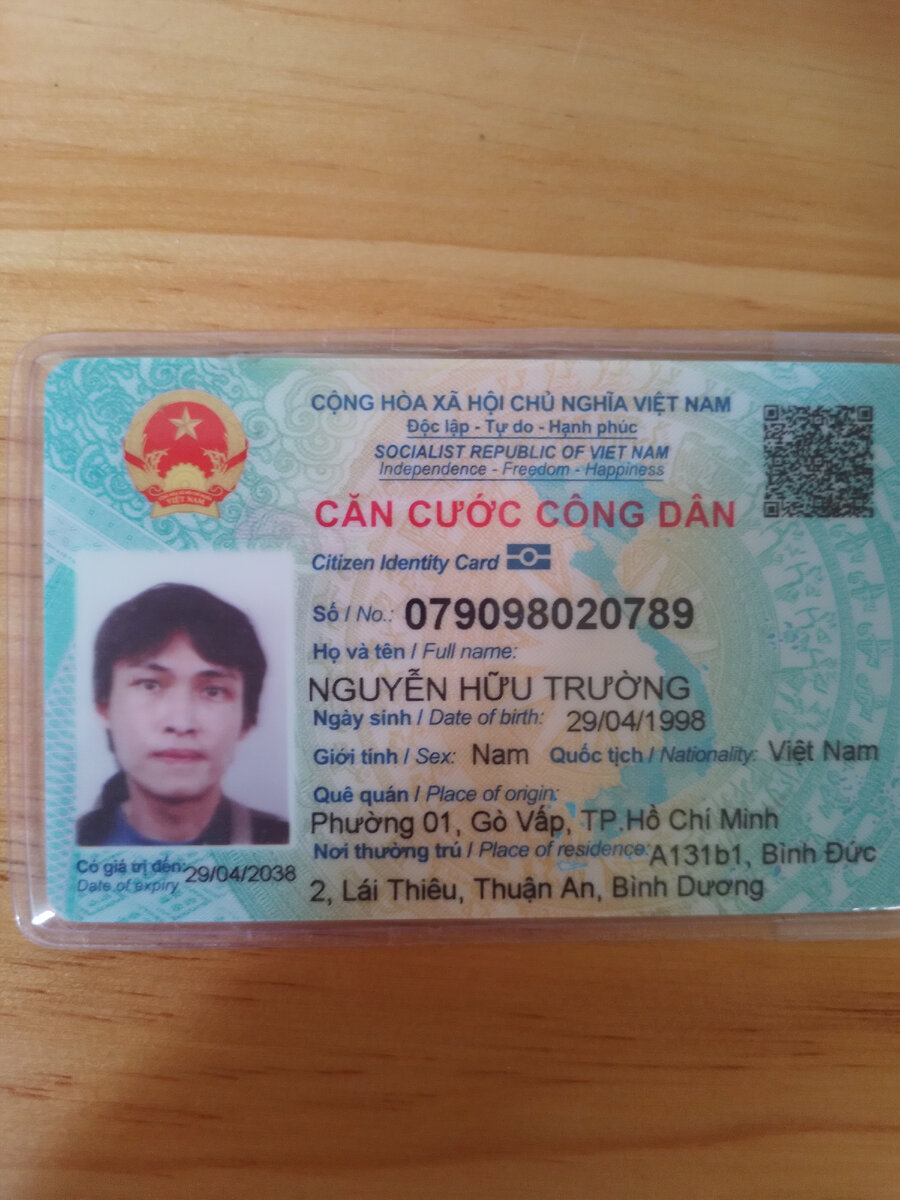 CỘNG HÒA XÃ HỘI CHỦ NGHĨA VIỆT NAM
Độc lập - Tự do - Hạnh phúc
SOCIALIST REPUBLIC OF VIET NAM
Independence - Freedom - Happiness
CĂN CƯỚC CÔNG DÂN
Citizen Identity Card
Số / No.: 079098020789
Họ và tên / Full name:
NGUYỄN HỮU TRƯỜNG
Ngày sinh / Date of birth: 29/04/1998
Giới tính / Sex: Nam Quốc tịch / Nationality: Việt Nam
Quê quán / Place of origin:
Phường 01, Gò Vấp, TP.Hồ Chí Minh
Nơi thường trú / Place of residence: A131b1, Bình Đức
2, Lái Thiêu, Thuận An, Bình Dương
Có giá trị đến: 29/04/2038
Date of expiry
VIỆT NAM